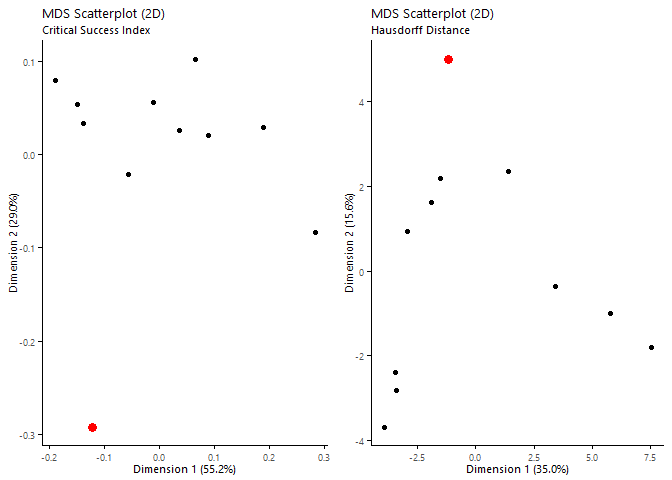 MDS Scatterplot (2D)
Critical Success Index
0.1
0.0
-0.1
-0.2
-0.3
-0.2
-0.1
0.0
0.1
0.2
0.3
Dimension 1 (55.2%)
Dimension 2 (29.0%)
MDS Scatterplot (2D)
Hausdorff Distance
4
2
0
-2
-4
-2.5
0.0
2.5
5.0
7.5
Dimension 1 (35.0%)
Dimension 2 (15.6%)